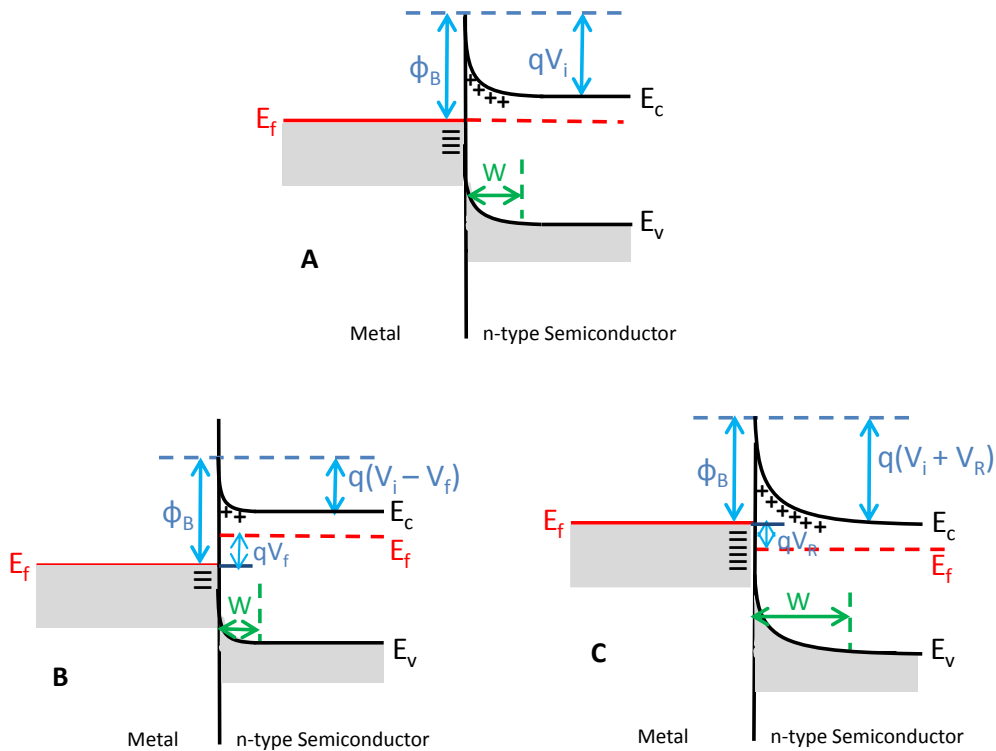 ϕB
qVi
Ec
Ef
W
Ev
A
Metal
n-type Semiconductor
q(Vi – Vf)
ϕB
Ec
Ef
qVf
Ef
W
Ev
B
Metal
n-type Semiconductor
q(Vi + VR)
ϕB
Ef
Ec
qVR
Ef
W
Ev
C
Metal
n-type Semiconductor